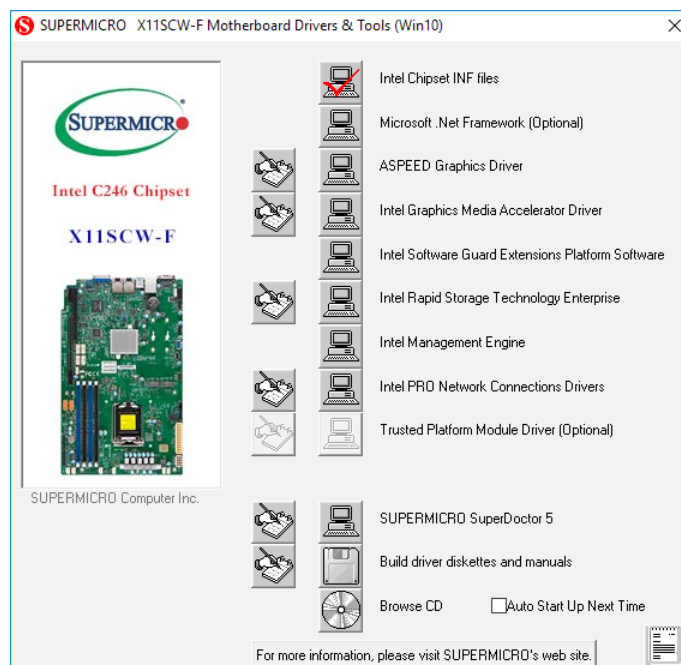 SUPERMICRO X11SCW-F Motherboard Drivers & Tools (Win10)
Intel Chipset INF files
Microsoft .Net Framework (Optional)
SUPERMICR
ASPEED Graphics Driver
Intel C246 Chipset
Intel Graphics Media Accelerator Driver
X11SCW-F
Intel Software Guard Extensions Platform Software
Intel Rapid Storage Technology Enterprise
Intel Management Engine
Intel PRO Network Connections Drivers
Trusted Platform Module Driver (Optional)
SUPERMICRO Computer Inc.
SUPERMICRO SuperDoctor 5
Build driver diskettes and manuals
Browse CD Auto Start Up Next Time
For more information, please visit SUPERMICRO's web site.